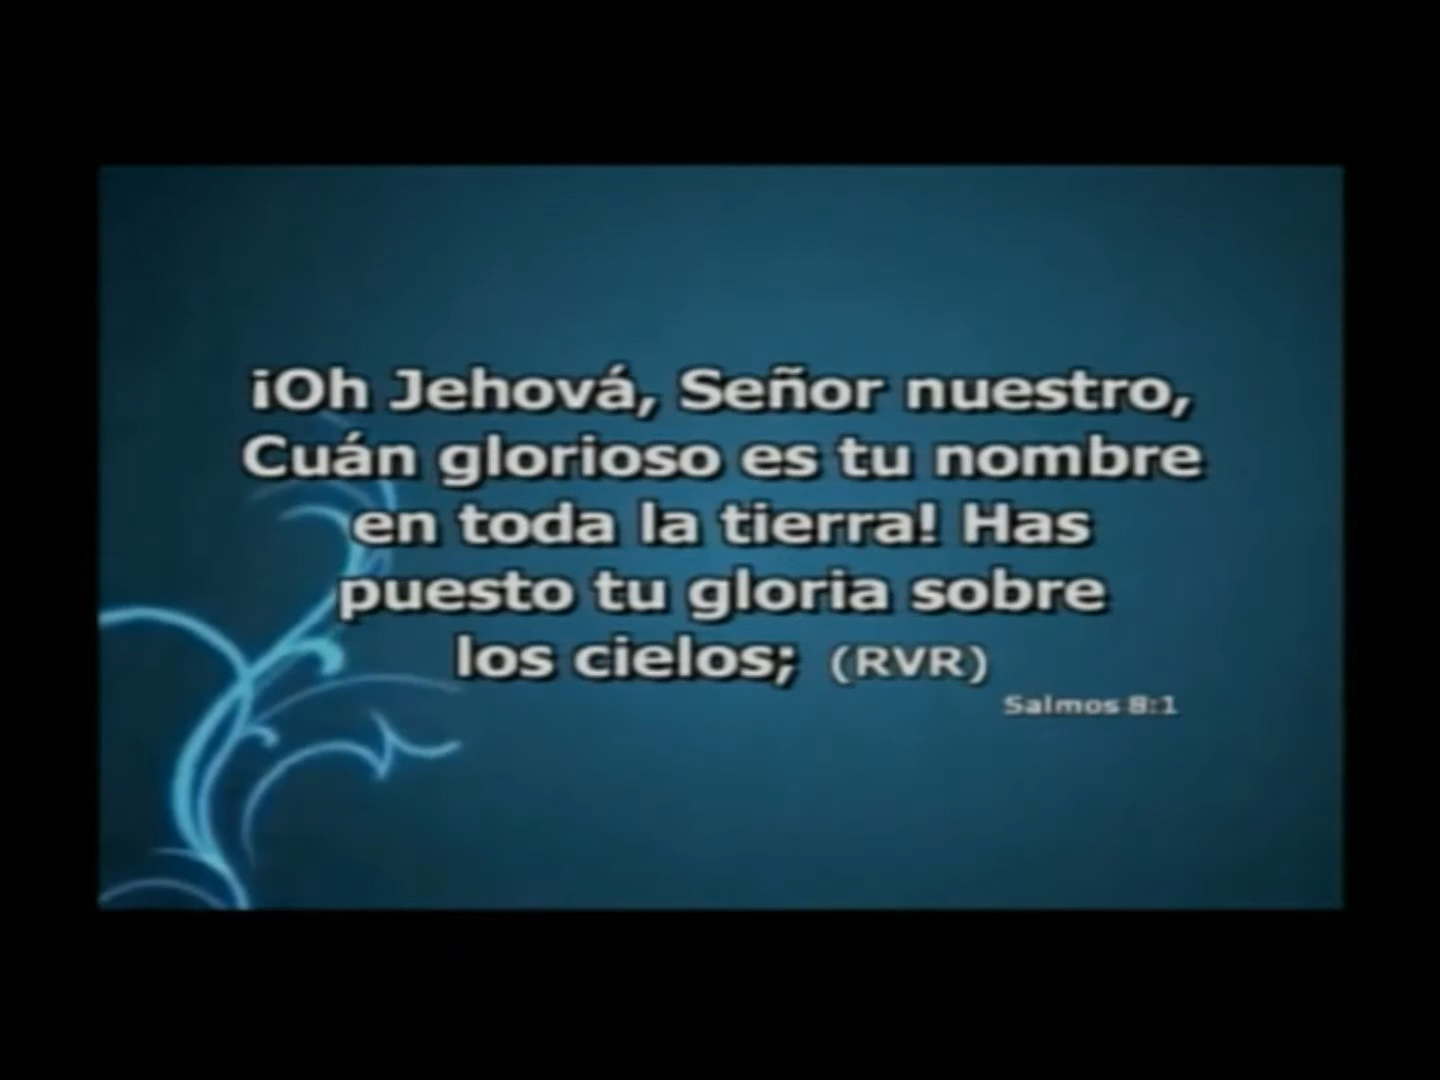 ¡Oh Jehová, Señor nuestro,
Cuán glorioso es tu nombre
en toda la tierra! Has
puesto tu gloria sobre
los cielos; (RVR)
Salmos 8:1